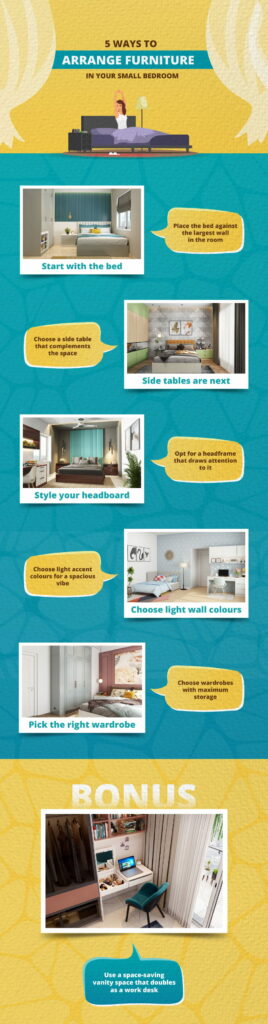 5 WAYS TO
ARRANGE FURNITURE
IN YOUR SMALL BEDROOM
Start with the bed
Place the bed against
the largest wall
in the room
Choose a side table
that complements
the space
Side tables are next
Style your headboard
Opt for a headframe
that draws attention
to it
Choose light accent
colours for a spacious
vibe
Choose light wall colours
Pick the right wardrobe
Choose wardrobes
with maximum
storage
BONUS
Use a space-saving
vanity space that doubles
as a work desk